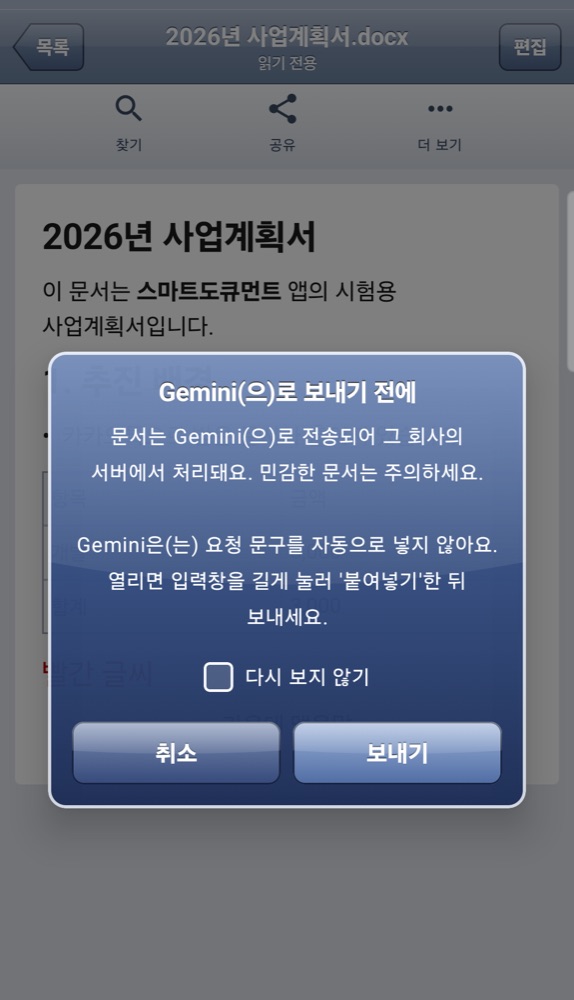 목록
2026년 사업계획서.docx
읽기 전용
편집
찾기
공유
더 보기
2026년 사업계획서
이 문서는 스마트도큐먼트 앱의 시험용
사업계획서입니다.
추진 배경
Gemini(으)로 보내기 전에
문서는 Gemini(으)로 전송되어 그 회사의
서버에서 처리돼요. 민감한 문서는 주의하세요.
Gemini은(는) 요청 문구를 자동으로 넣지 않아요.
열리면 입력창을 길게 눌러 '붙여넣기'한 뒤
보내세요.
빨간 글씨
다시 보지 않기
취소
보내기